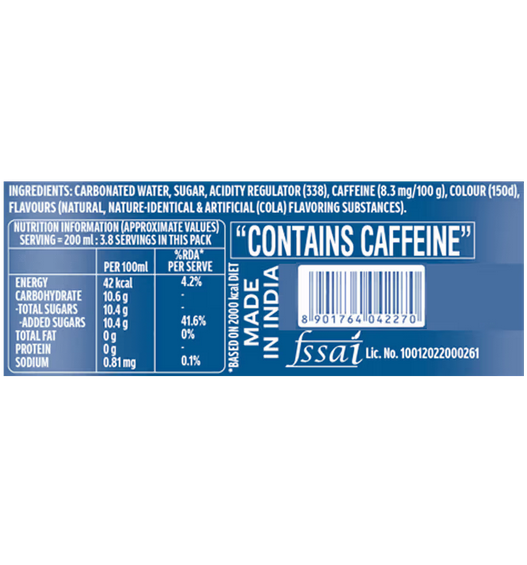 INGREDIENTS: CARBONATED WATER, SUGAR, ACIDITY REGULATOR (338), CAFFEINE (8.3 mg/100 g), COLOUR (150d),
FLAVOURS (NATURAL, NATURE-IDENTICAL & ARTIFICIAL (COLA) FLAVORING SUBSTANCES).
NUTRITION INFORMATION (APPROXIMATE VALUES)
SERVING = 200 ml : 3.8 SERVINGS IN THIS PACK
PER 100ml %RDA* PER SERVE
ENERGY 42 kcal 4.2%
CARBOHYDRATE 10.6 g -
-TOTAL SUGARS 10.4 g -
-ADDED SUGARS 10.4 g 41.6%
TOTAL FAT 0 g 0%
PROTEIN 0 g -
SODIUM 0.81 mg 0.1%
*BASED ON 2000 kcal DIET
"CONTAINS CAFFEINE"
MADE
IN INDIA
8 901764 042270
fssai Lic. No. 10012022000261